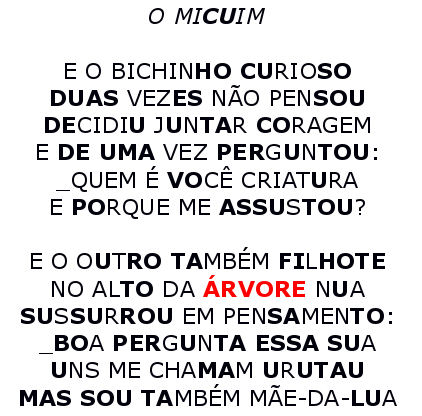 O MICUIM
E O BICHINHO CURIOSO
DUAS VEZES NÃO PENSOU
DECIDIU JUNTAR CORAGEM
E DE UMA VEZ PERGUNTOU:
_QUEM É VOCÊ CRIATURA
E PORQUE ME ASSUSTOU?
E O OUTRO TAMBÉM FILHOTE
NO ALTO DA ÁRVORE NUA
SUSSURROU EM PENSAMENTO:
_BOA PERGUNTA ESSA SUA
UNS ME CHAMAM URUTAU
MAS SOU TAMBÉM MÃE-DA-LUA